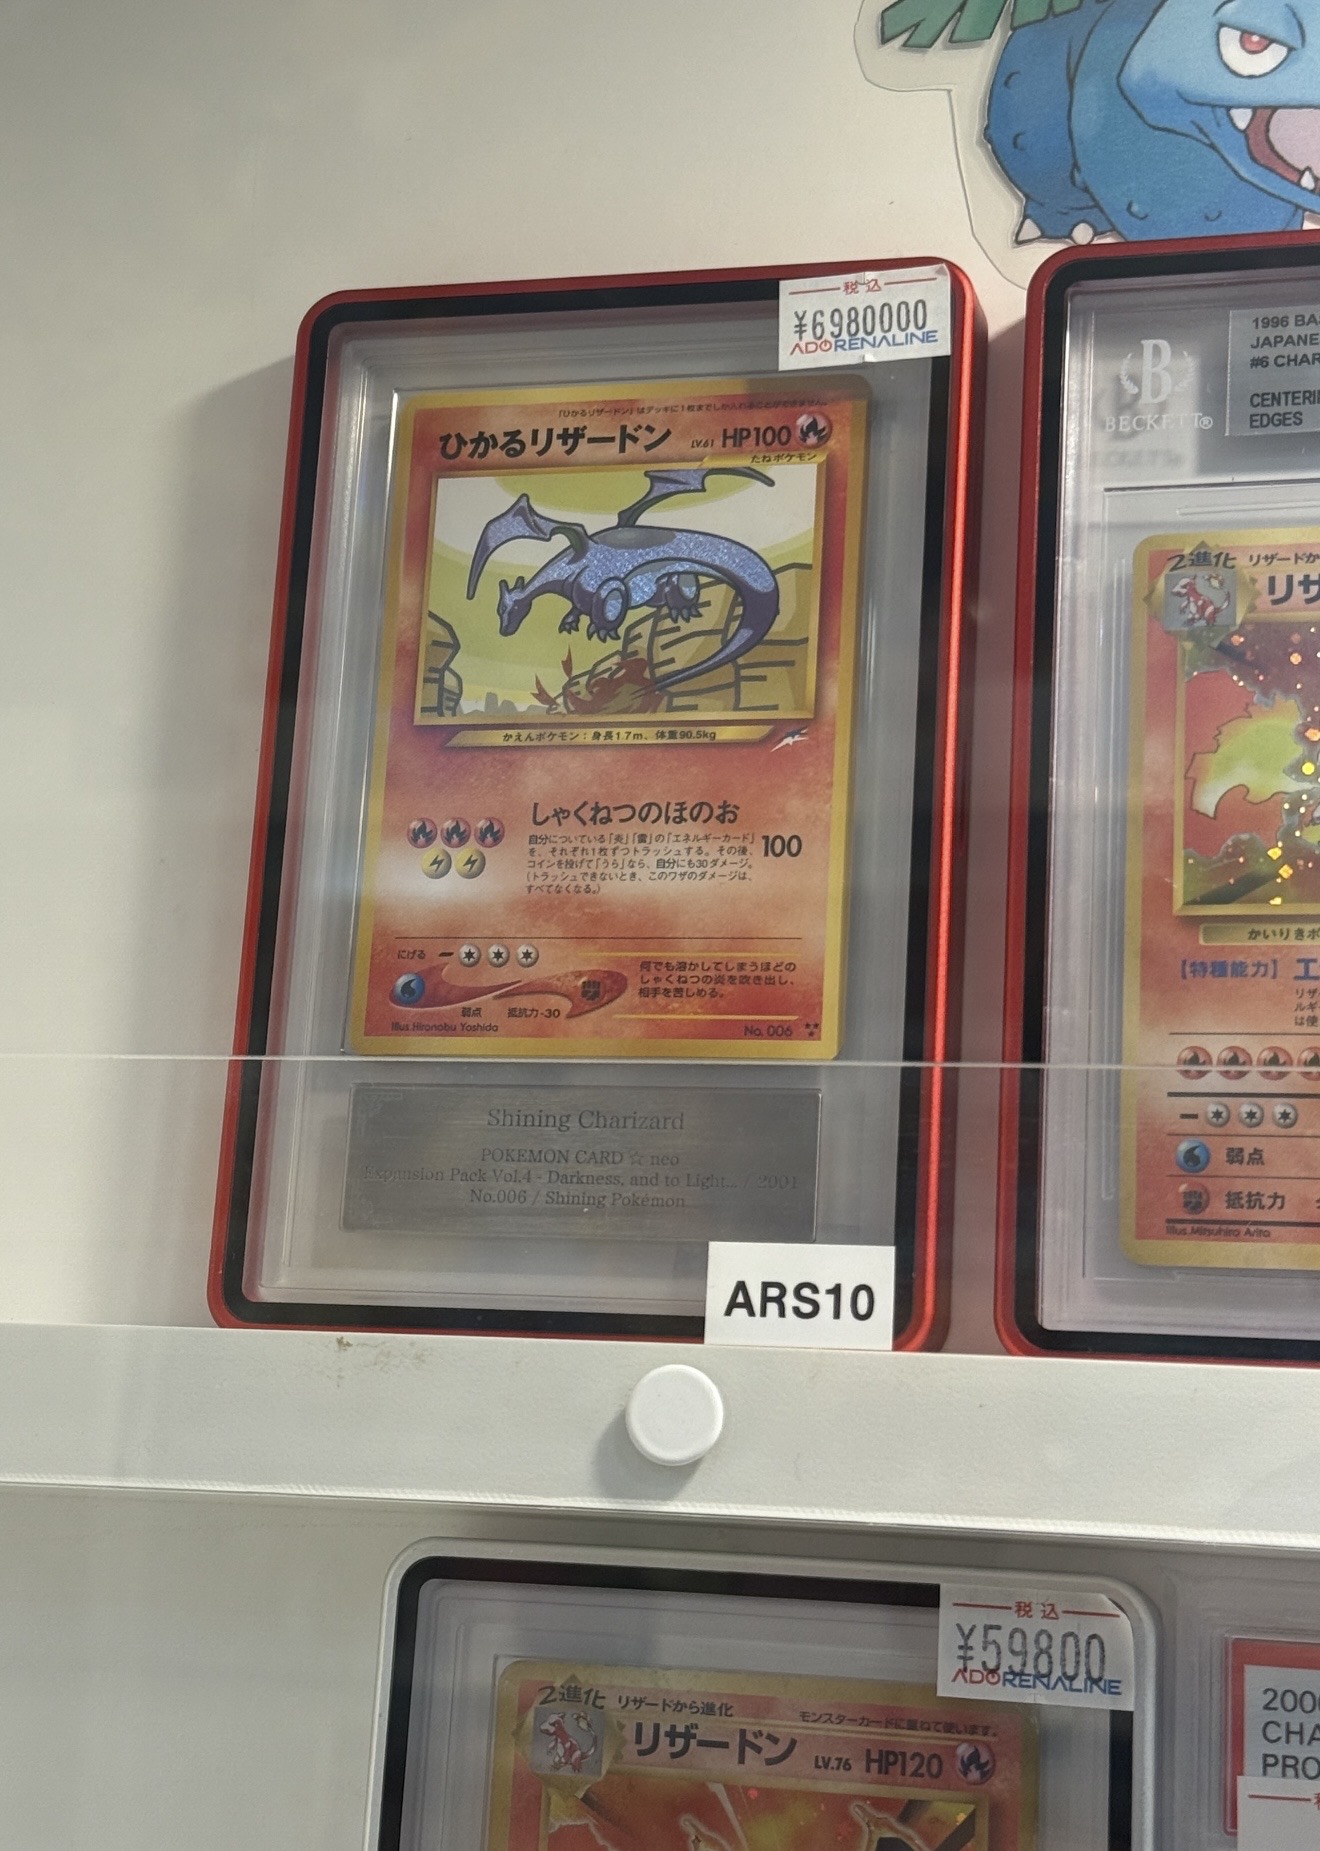 税込
¥6980000
ADORENALINE
「ひかるリザードン」はデッキに1枚までしか入れることができません。
ひかるリザードン LV.61 HP100
たねポケモン
かえんポケモン：身長1.7m、体重90.5kg
しゃくねつのほのお
自分についている「炎」「雷」の「エネルギーカード」
を、それぞれ1枚ずつトラッシュする。その後、
コインを投げて「うら」なら、自分にも30ダメージ。
（トラッシュできないとき、このワザのダメージは、
すべてなくなる。）
100
にげる
弱点 抵抗力-30
何でも溶かしてしまうほどの
しゃくねつの炎を吹き出し、
相手を苦しめる。
Illus.Hironobu Yoshida
No. 006
Shining Charizard
POKEMON CARD ☆ neo
Expansion Pack Vol.4 - Darkness, and to Light... / 2001
No.006 / Shining Pokémon
ARS10
B
BECKETT®
1996 BA
JAPANE
#6 CHAR
CENTERI
EDGES
2進化 リザードか
リザ
かいりきポ
【特殊能力】 エ
リザ
ルギ
は使
弱点
抵抗力
Illus.Mitsuhiro Arita
税込
¥59800
ADORENALINE
2進化 リザードから進化 モンスターカードに重ねて使います。
リザードン LV.76 HP120
200
CHA
PRO